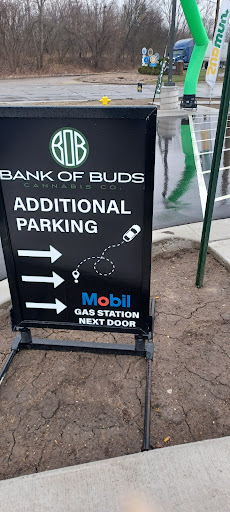 BOB
BANK OF BUDS
CANNABIS CO.
ADDITIONAL
PARKING
Mobil
GAS STATION
NEXT DOOR